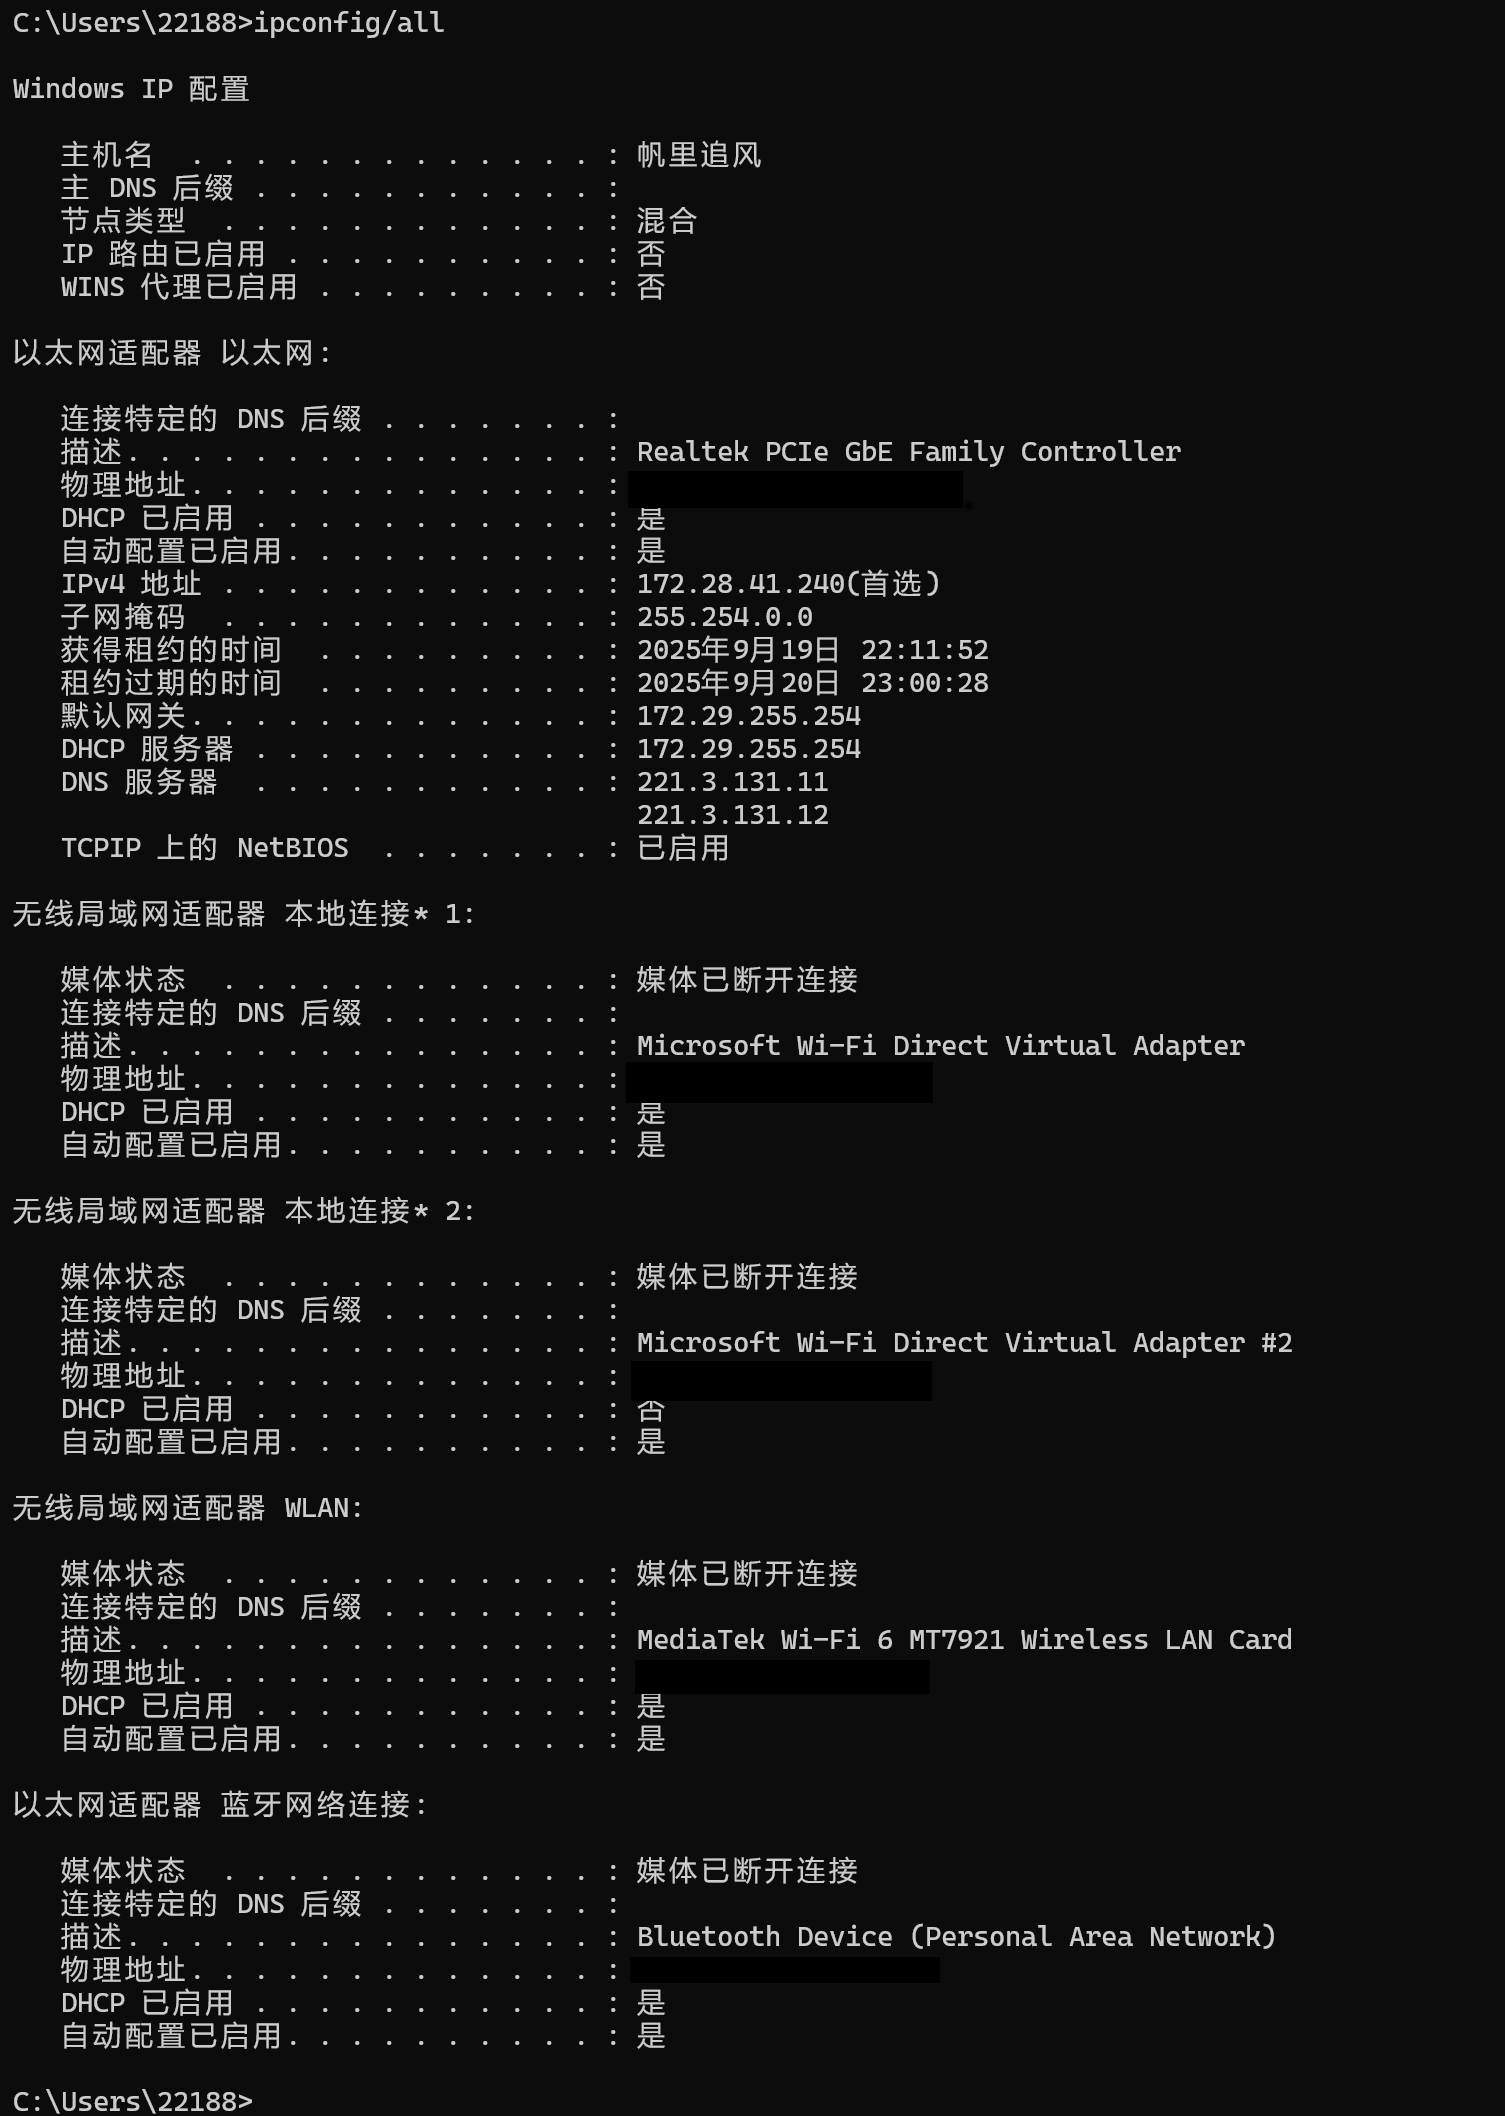 C:\Users\22188>ipconfig/all
Windows IP 配置
主机名  . . . . . . . . . . . . . : 帆里追风
主 DNS 后缀 . . . . . . . . . . . :
节点类型  . . . . . . . . . . . . : 混合
IP 路由已启用 . . . . . . . . . . : 否
WINS 代理已启用 . . . . . . . . . : 否
以太网适配器 以太网:
连接特定的 DNS 后缀 . . . . . . . :
描述. . . . . . . . . . . . . . . : Realtek PCIe GbE Family Controller
物理地址. . . . . . . . . . . . . :
DHCP 已启用 . . . . . . . . . . . : 是
自动配置已启用. . . . . . . . . . : 是
IPv4 地址 . . . . . . . . . . . . : 172.28.41.240(首选)
子网掩码  . . . . . . . . . . . . : 255.254.0.0
获得租约的时间  . . . . . . . . . : 2025年9月19日 22:11:52
租约过期的时间  . . . . . . . . . : 2025年9月20日 23:00:28
默认网关. . . . . . . . . . . . . : 172.29.255.254
DHCP 服务器 . . . . . . . . . . . : 172.29.255.254
DNS 服务器  . . . . . . . . . . . : 221.3.131.11
221.3.131.12
TCPIP 上的 NetBIOS  . . . . . . . : 已启用
无线局域网适配器 本地连接* 1:
媒体状态  . . . . . . . . . . . . : 媒体已断开连接
连接特定的 DNS 后缀 . . . . . . . :
描述. . . . . . . . . . . . . . . : Microsoft Wi-Fi Direct Virtual Adapter
物理地址. . . . . . . . . . . . . :
DHCP 已启用 . . . . . . . . . . . : 是
自动配置已启用. . . . . . . . . . : 是
无线局域网适配器 本地连接* 2:
媒体状态  . . . . . . . . . . . . : 媒体已断开连接
连接特定的 DNS 后缀 . . . . . . . :
描述. . . . . . . . . . . . . . . : Microsoft Wi-Fi Direct Virtual Adapter #2
物理地址. . . . . . . . . . . . . :
DHCP 已启用 . . . . . . . . . . . : 否
自动配置已启用. . . . . . . . . . : 是
无线局域网适配器 WLAN:
媒体状态  . . . . . . . . . . . . : 媒体已断开连接
连接特定的 DNS 后缀 . . . . . . . :
描述. . . . . . . . . . . . . . . : MediaTek Wi-Fi 6 MT7921 Wireless LAN Card
物理地址. . . . . . . . . . . . . :
DHCP 已启用 . . . . . . . . . . . : 是
自动配置已启用. . . . . . . . . . : 是
以太网适配器 蓝牙网络连接:
媒体状态  . . . . . . . . . . . . : 媒体已断开连接
连接特定的 DNS 后缀 . . . . . . . :
描述. . . . . . . . . . . . . . . : Bluetooth Device (Personal Area Network)
物理地址. . . . . . . . . . . . . :
DHCP 已启用 . . . . . . . . . . . : 是
自动配置已启用. . . . . . . . . . : 是
C:\Users\22188>